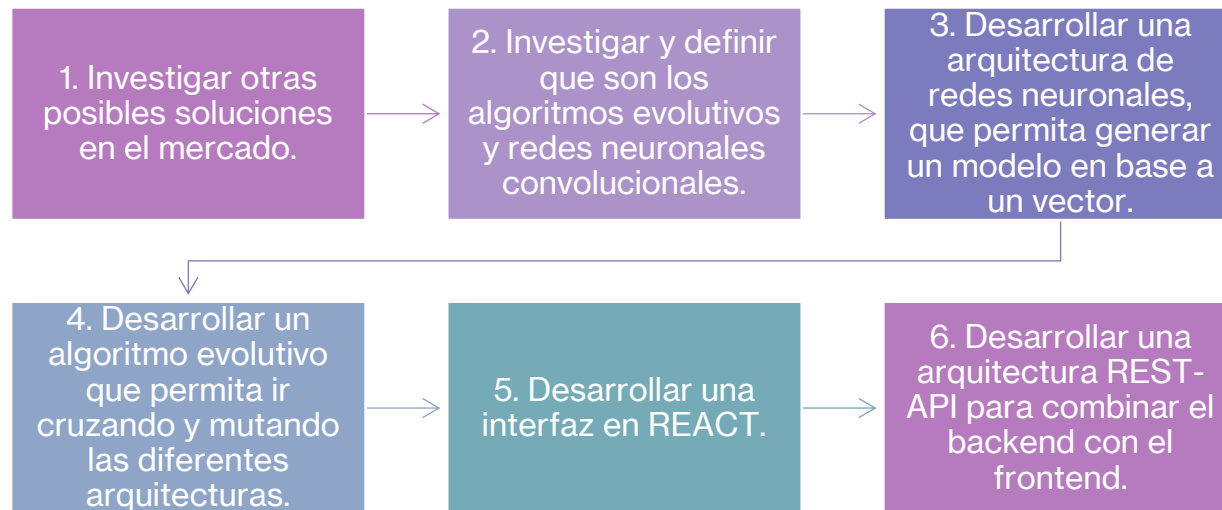 1. Investigar otras
posibles soluciones
en el mercado.
2. Investigar y definir
que son los
algoritmos evolutivos
y redes neuronales
convolucionales.
3. Desarrollar una
arquitectura de
redes neuronales,
que permita generar
un modelo en base a
un vector.
4. Desarrollar un
algoritmo evolutivo
que permita ir
cruzando y mutando
las diferentes
arquitecturas.
5. Desarrollar una
interfaz en REACT.
6. Desarrollar una
arquitectura REST-
API para combinar el
backend con el
frontend.